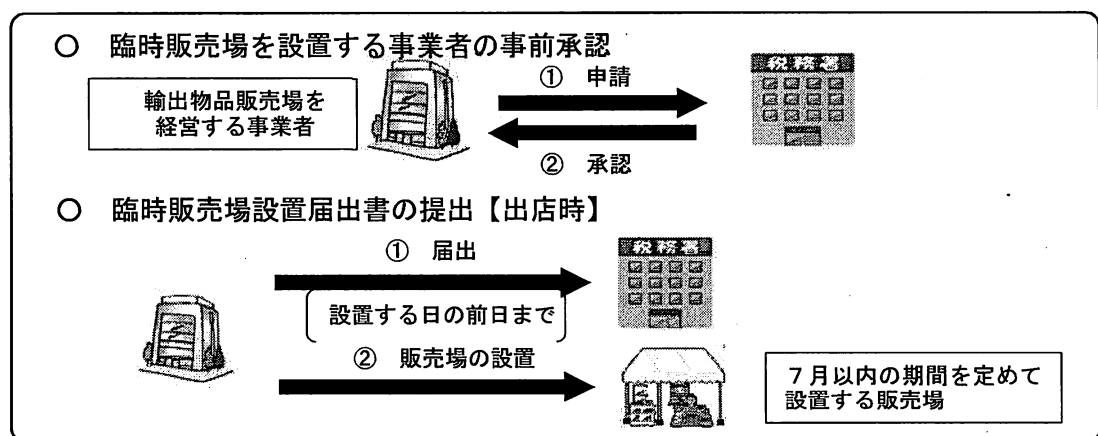 ○ 臨時販売場を設置する事業者の事前承認
輸出物品販売場を
経営する事業者
① 申請
税務署
② 承認
○ 臨時販売場設置届出書の提出【出店時】
① 届出
税務署
設置する日の前日まで
② 販売場の設置
７月以内の期間を定めて
設置する販売場